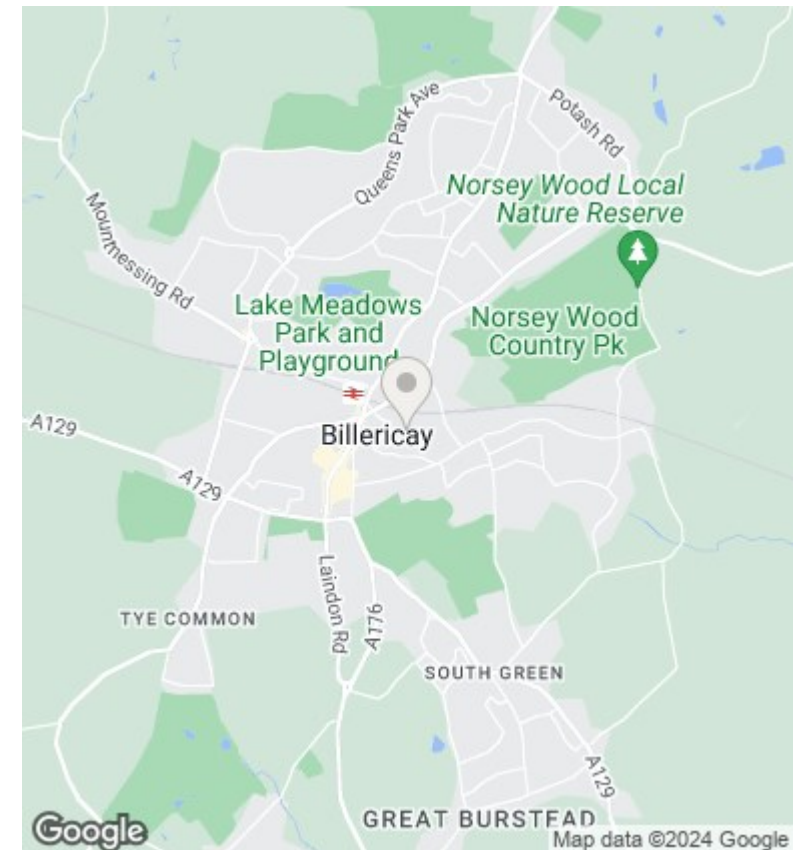 Queens Park Ave
Potash Rd
Norsey Wood Local
Nature Reserve
Mountnessing Rd
Lake Meadows
Park and
Playground
Norsey Wood
Country Pk
A129
Billericay
A129
Laindon Rd
A176
TYE COMMON
SOUTH GREEN
A129
GREAT BURSTEAD
Google
Map data ©2024 Google